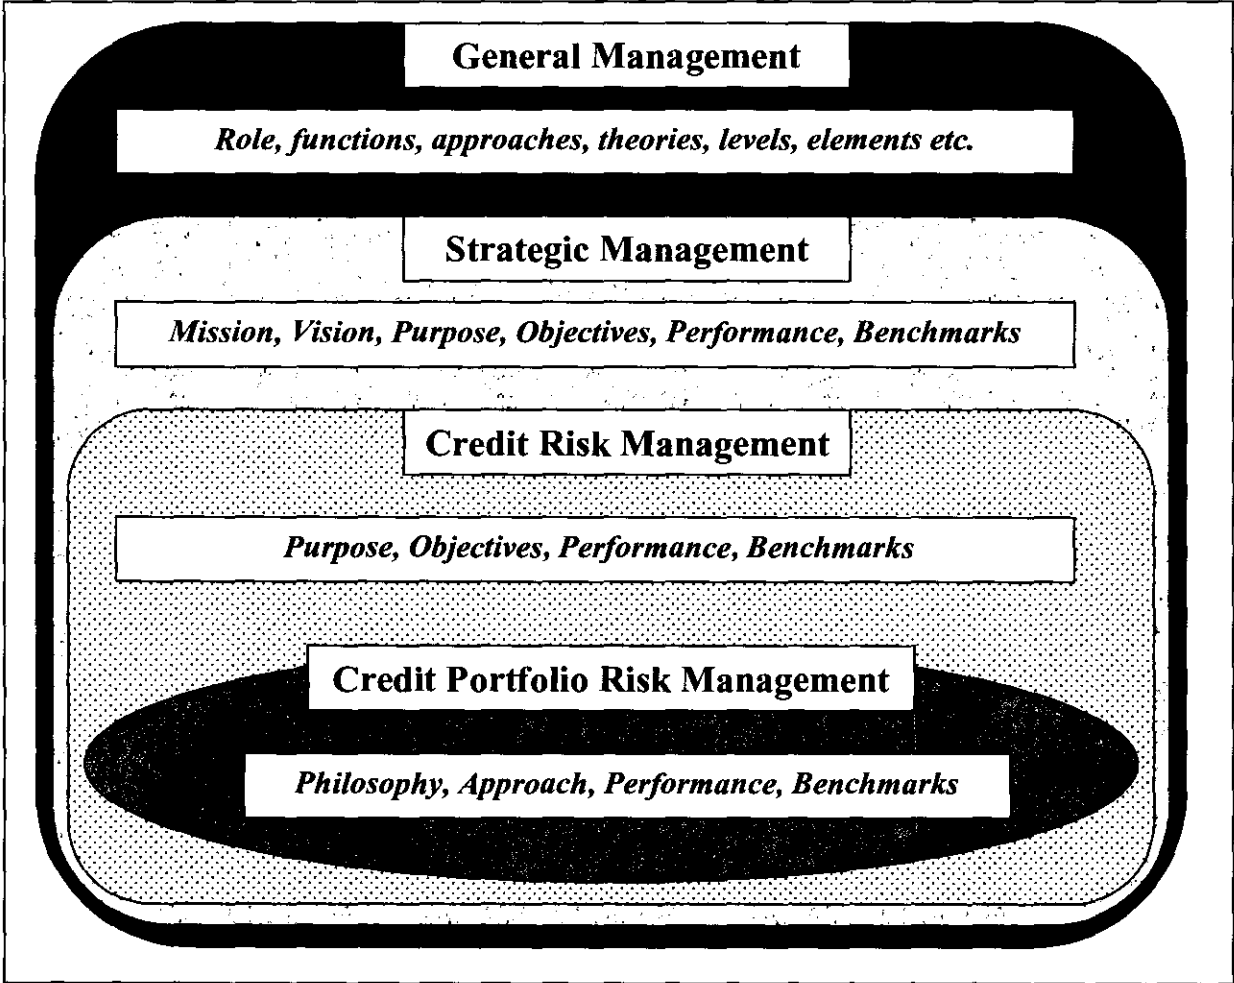 General Management
Role, functions, approaches, theories, levels, elements etc.
Strategic Management
Mission, Vision, Purpose, Objectives, Performance, Benchmarks
Credit Risk Management
Purpose, Objectives, Performance, Benchmarks
Credit Portfolio Risk Management
Philosophy, Approach, Performance, Benchmarks